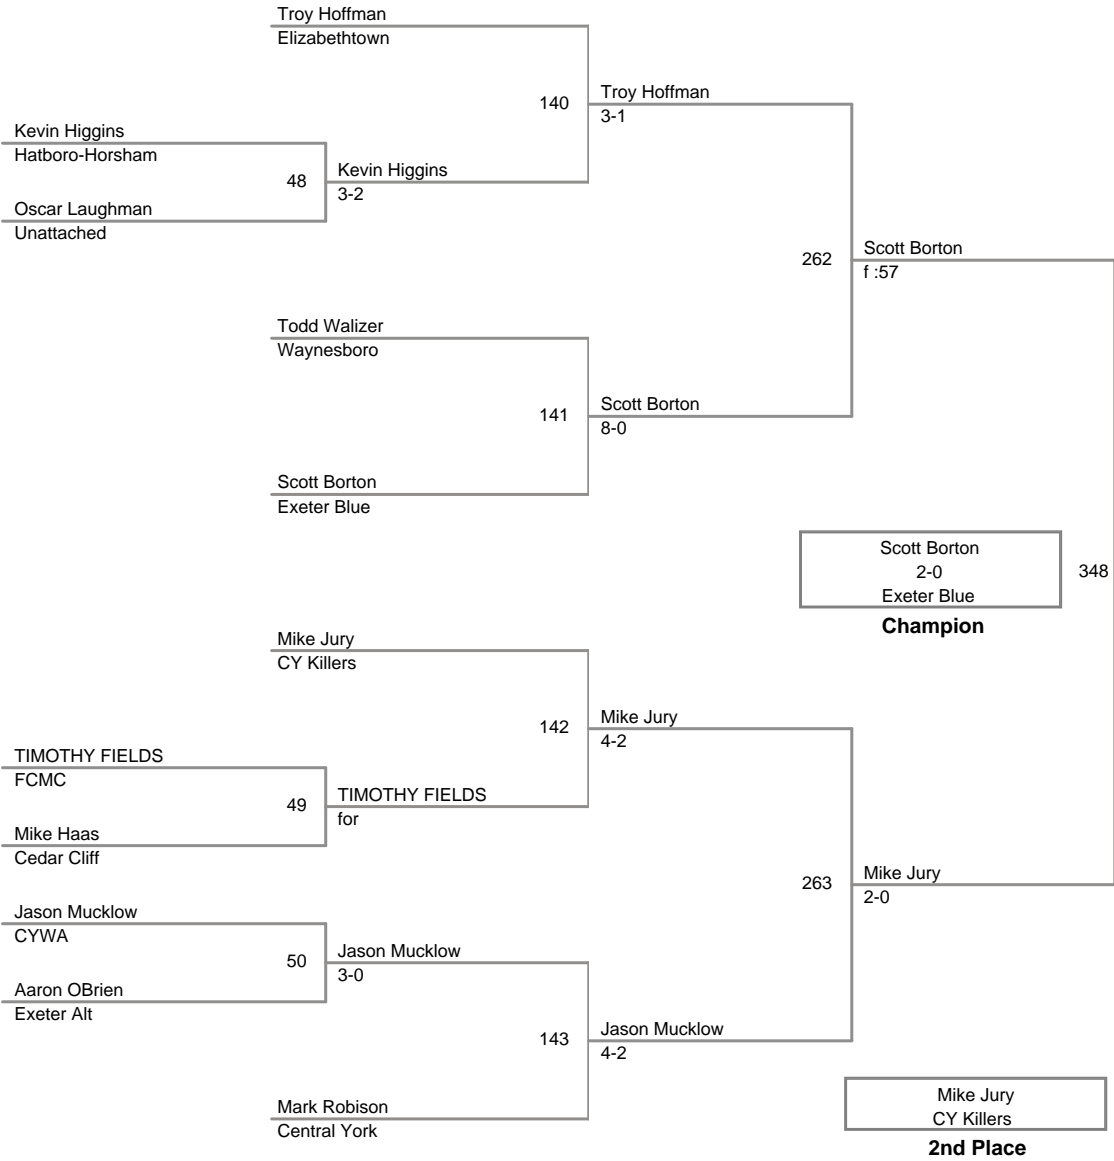 Troy Hoffman
Elizabethtown
140
Troy Hoffman
3-1
Kevin Higgins
Hatboro-Horsham
48
Kevin Higgins
3-2
Oscar Laughman
Unattached
262
Scott Borton
f :57
Todd Walizer
Waynesboro
141
Scott Borton
8-0
Scott Borton
Exeter Blue
Scott Borton
2-0
Exeter Blue
348
Champion
Mike Jury
CY Killers
142
Mike Jury
4-2
TIMOTHY FIELDS
FCMC
49
TIMOTHY FIELDS
for
Mike Haas
Cedar Cliff
263
Mike Jury
2-0
Jason Mucklow
CYWA
50
Jason Mucklow
3-0
Aaron OBrien
Exeter Alt
143
Jason Mucklow
4-2
Mark Robison
Central York
Mike Jury
CY Killers
2nd Place